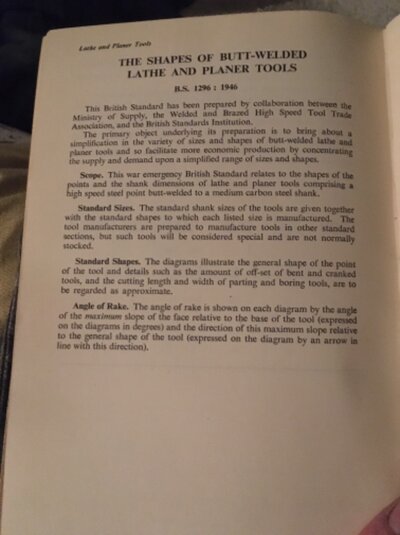 Lathe and Planer Tools
THE SHAPES OF BUTT-WELDED
LATHE AND PLANER TOOLS
B.S. 1296 : 1946
This British Standard has been prepared by collaboration between the
Ministry of Supply, the Welded and Brazed High Speed Tool Trade
Association, and the British Standards Institution.
The primary object underlying its preparation is to bring about a
simplification in the variety of sizes and shapes of butt-welded lathe and
planer tools and so facilitate more economic production by concentrating
the supply and demand upon a simplified range of sizes and shapes.
Scope. This war emergency British Standard relates to the shapes of the
points and the shank dimensions of lathe and planer tools comprising a
high speed steel point butt-welded to a medium carbon steel shank.
Standard Sizes. The standard shank sizes of the tools are given together
with the standard shapes to which each listed size is manufactured. The
tool manufacturers are prepared to manufacture tools in other standard
sections, but such tools will be considered special and are not normally
stocked.
Standard Shapes. The diagrams illustrate the general shape of the point
of the tool and details such as the amount of off-set of bent and cranked
tools, and the cutting length and width of parting and boring tools, are to
be regarded as approximate.
Angle of Rake. The angle of rake is shown on each diagram by the angle
of the maximum slope of the face relative to the base of the tool (expressed
on the diagrams in degrees) and the direction of this maximum slope relative
to the general shape of the tool (expressed on the diagram by an arrow in
line with this direction).